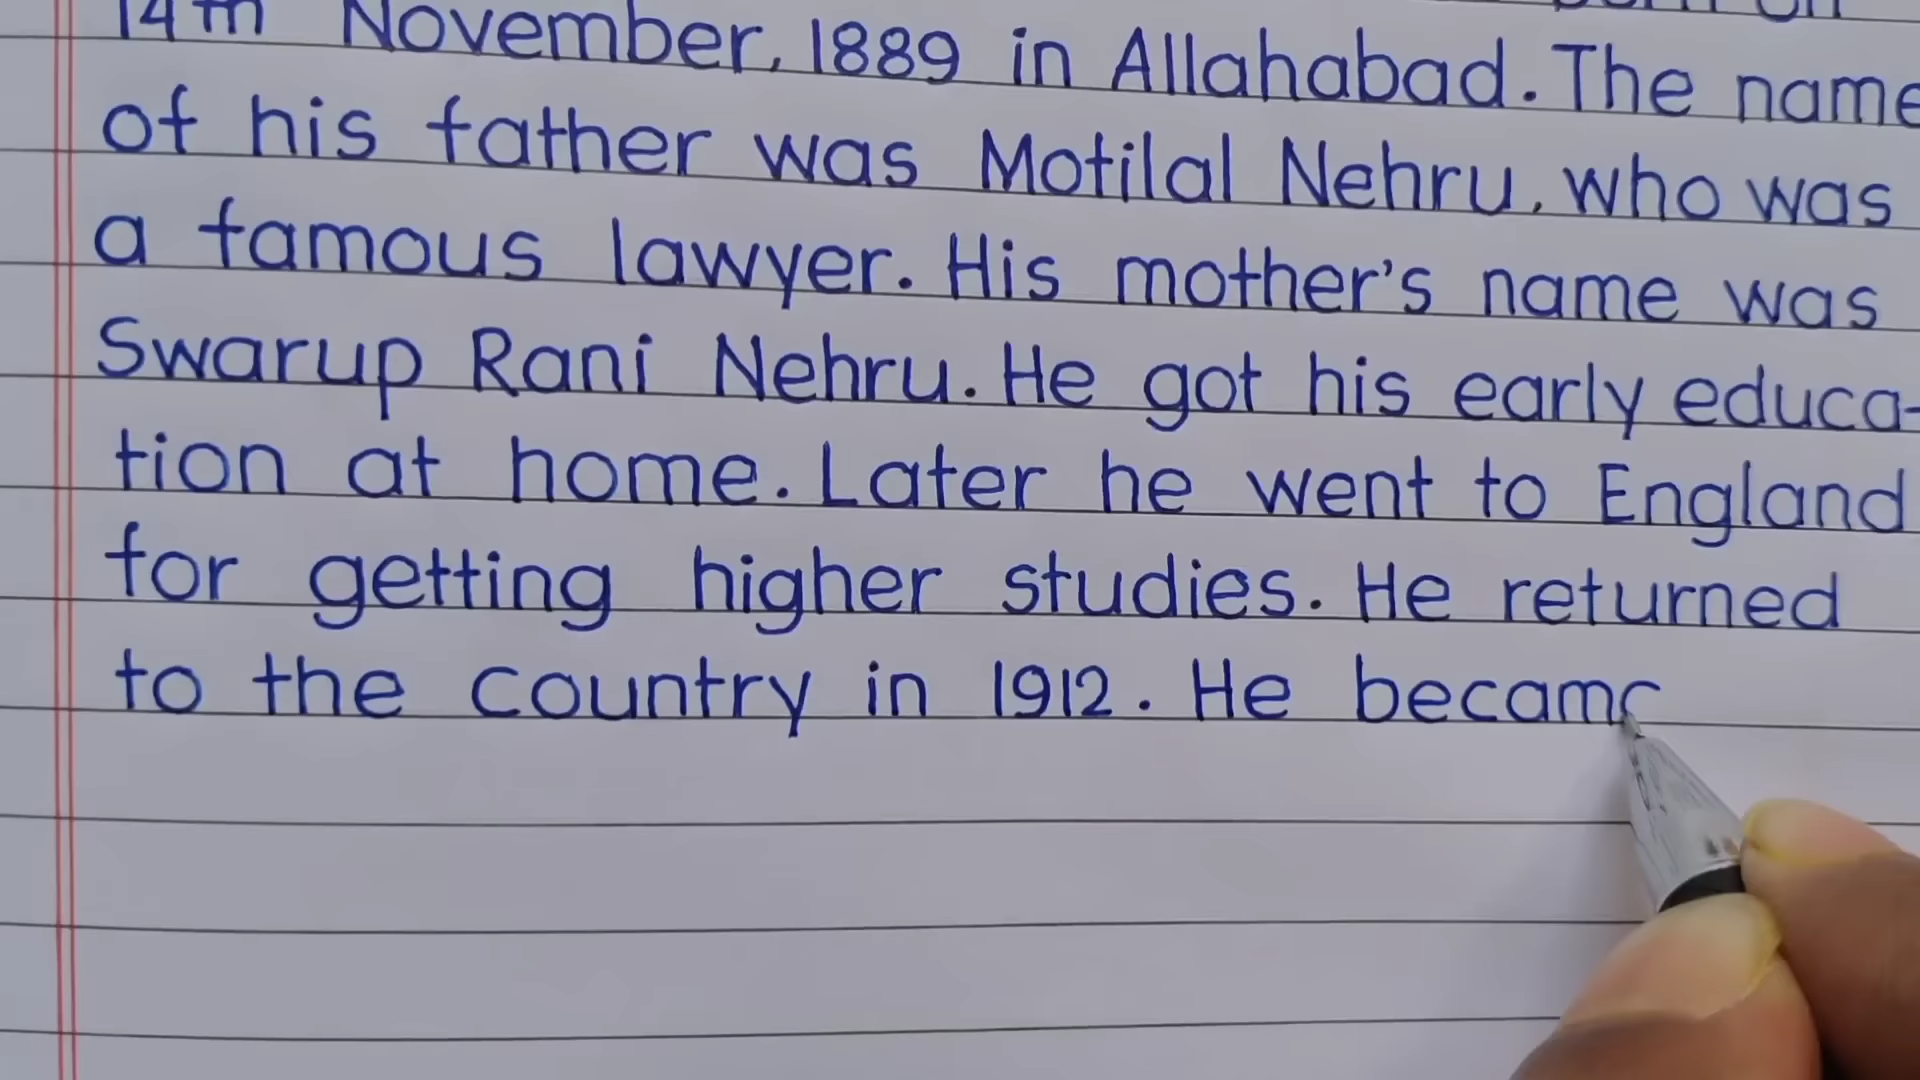 born on
14th November, 1889 in Allahabad. The name
of his father was Motilal Nehru, who was
a famous lawyer. His mother's name was
Swarup Rani Nehru. He got his early educa-
tion at home. Later he went to England
for getting higher studies. He returned
to the country in 1912. He becam